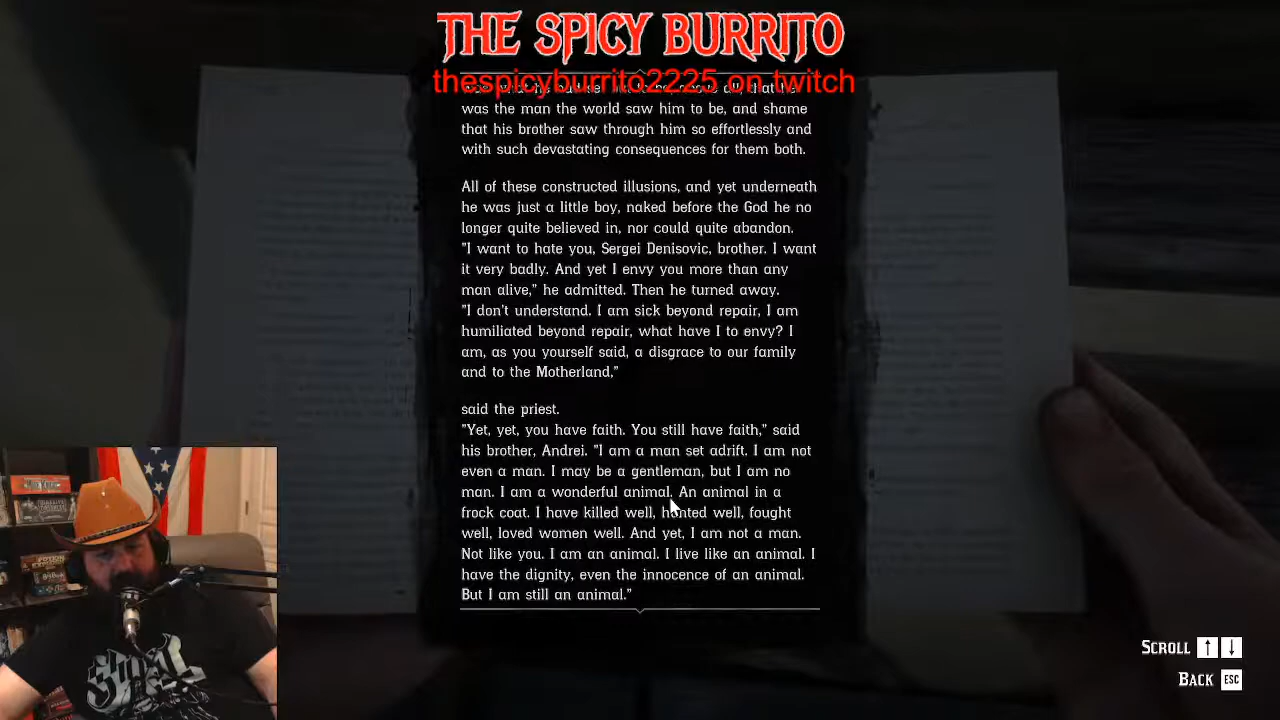 THE SPICY BURRITO
thespicyburrito2225 on twitch
was the man the world saw him to be, and shame
that his brother saw through him so effortlessly and
with such devastating consequences for them both.
All of these constructed illusions, and yet underneath
he was just a little boy, naked before the God he no
longer quite believed in, nor could quite abandon.
"I want to hate you, Sergei Denisovic, brother. I want
it very badly. And yet I envy you more than any
man alive," he admitted. Then he turned away.
"I don't understand. I am sick beyond repair, I am
humiliated beyond repair, what have I to envy? I
am, as you yourself said, a disgrace to our family
and to the Motherland,"
said the priest.
"Yet, yet, you have faith. You still have faith," said
his brother, Andrei. "I am a man set adrift. I am not
even a man. I may be a gentleman, but I am no
man. I am a wonderful animal. An animal in a
frock coat. I have killed well, hunted well, fought
well, loved women well. And yet, I am not a man.
Not like you. I am an animal. I live like an animal. I
have the dignity, even the innocence of an animal.
But I am still an animal."
SCROLL ↑ ↓
BACK ESC